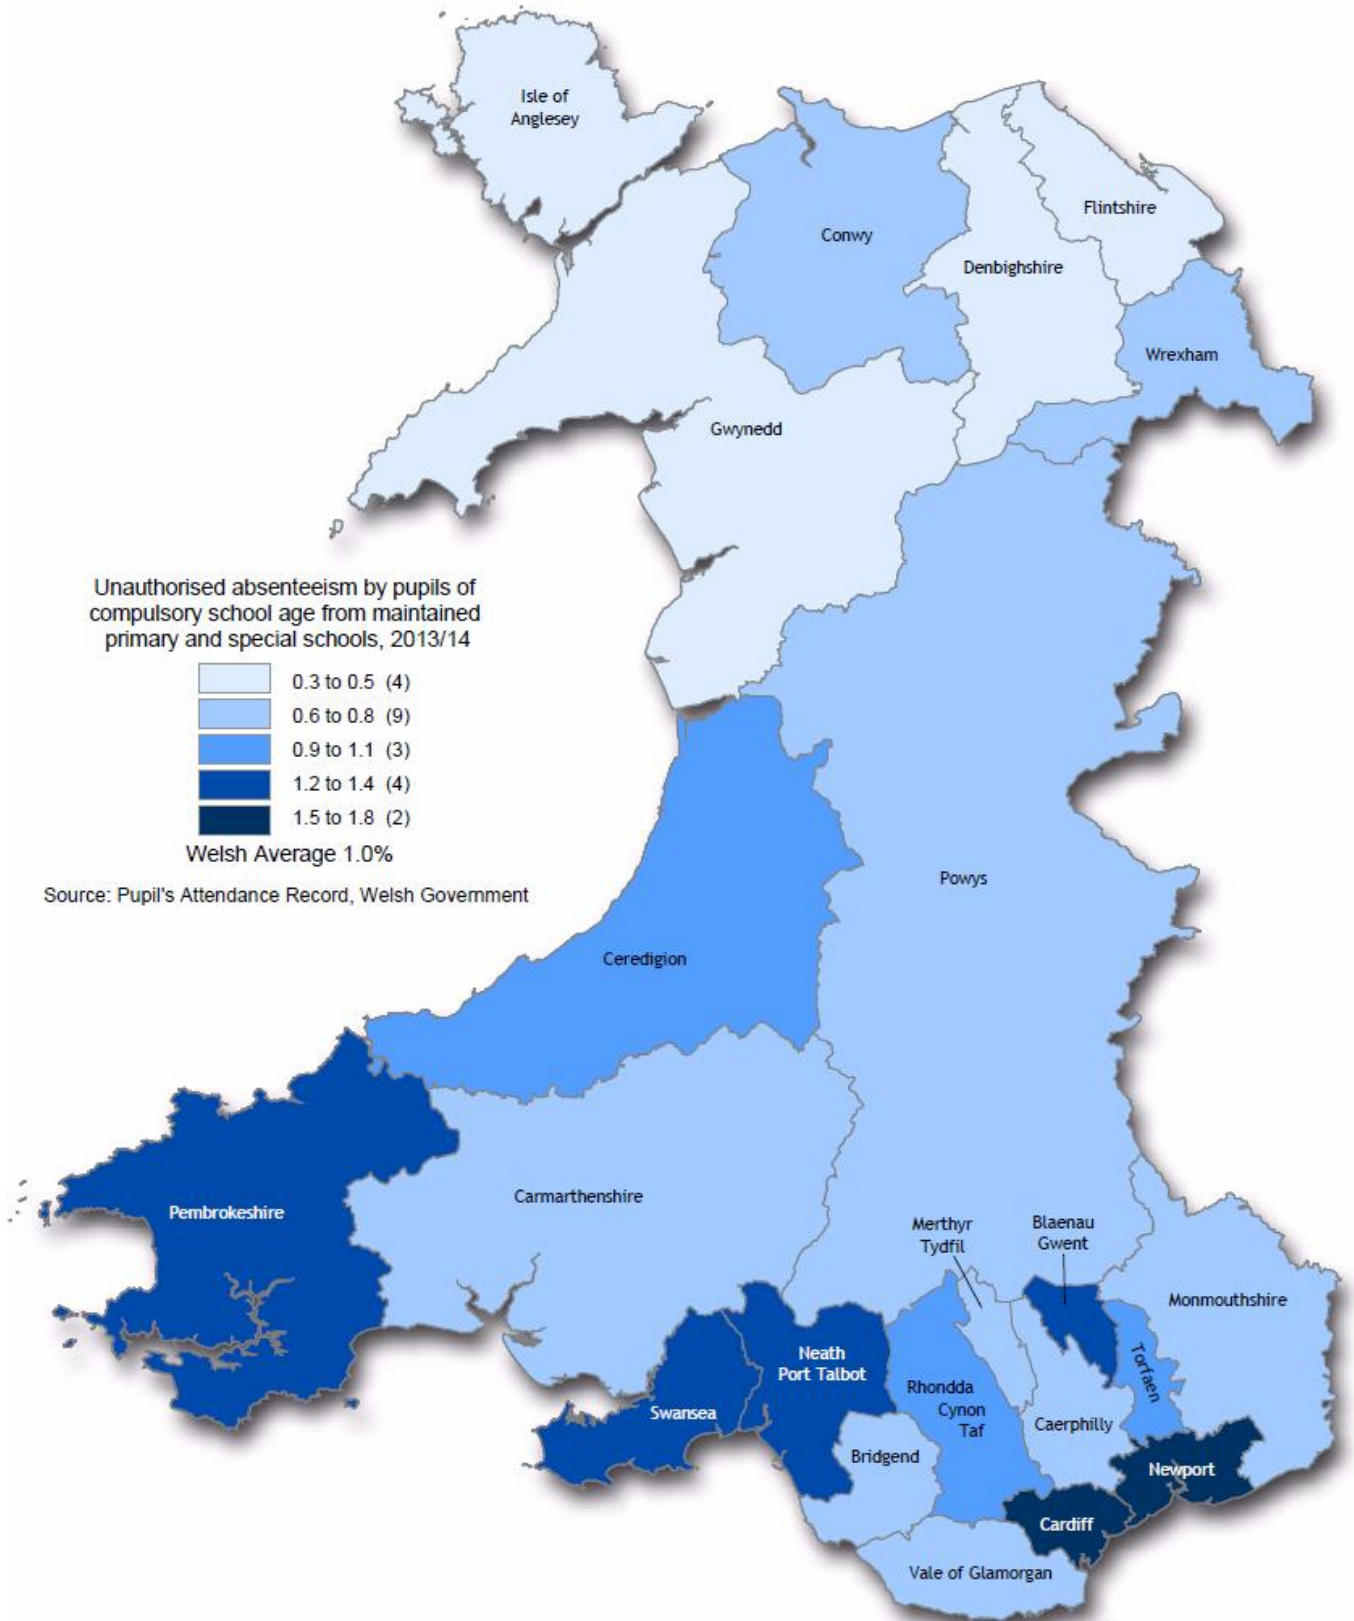 Isle of
Anglesey
Flintshire
Conwy
Denbighshire
Wrexham
Gwynedd
Unauthorised absenteeism by pupils of
compulsory school age from maintained
primary and special schools, 2013/14
0.3 to 0.5 (4)
0.6 to 0.8 (9)
0.9 to 1.1 (3)
1.2 to 1.4 (4)
1.5 to 1.8 (2)
Welsh Average 1.0%
Source: Pupil's Attendance Record, Welsh Government
Powys
Ceredigion
Carmarthenshire
Pembrokeshire
Merthyr
Tydfil
Blaenau
Gwent
Monmouthshire
Neath
Port Talbot
Torfaen
Rhondda
Cynon
Taf
Swansea
Caerphilly
Bridgend
Newport
Cardiff
Vale of Glamorgan